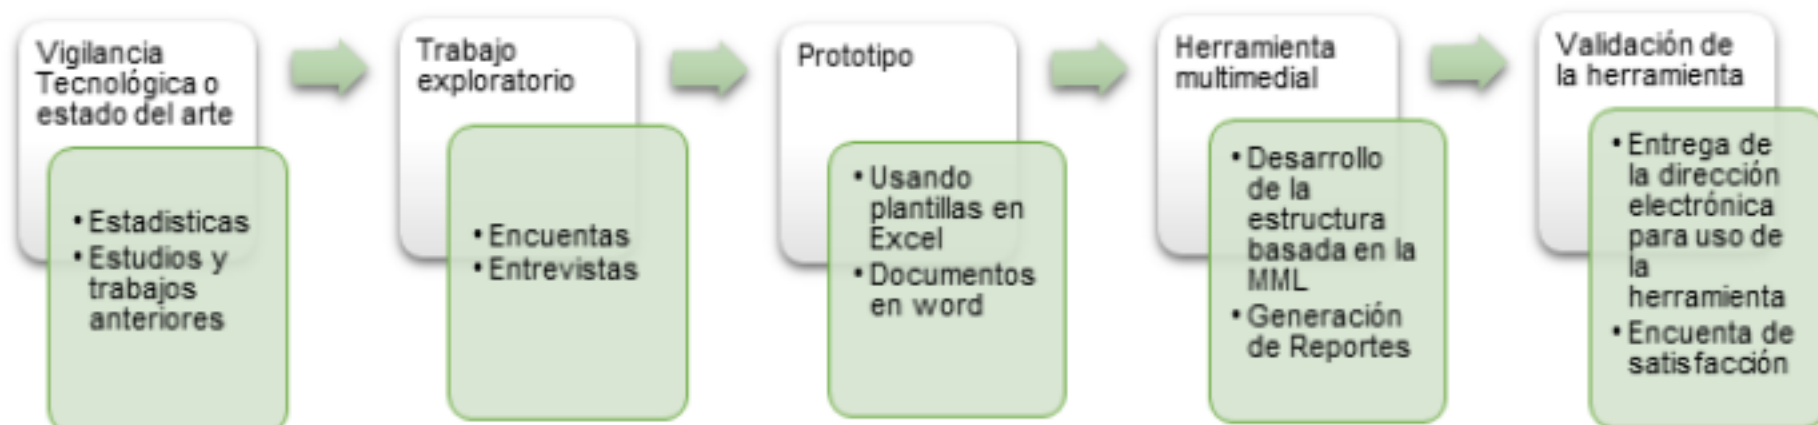 Vigilancia
Tecnológica o
estado del arte
• Estadisticas
• Estudios y
trabajos
anteriores
Trabajo
exploratorio
• Encuentas
• Entrevistas
Prototipo
• Usando
plantillas en
Excel
• Documentos
en word
Herramienta
multimedial
• Desarrollo
de la
estructura
basada en la
MML
• Generación
de Reportes
Validación de
la herramienta
• Entrega de
la dirección
electrónica
para uso de
la
herramienta
• Encuenta de
satisfacción